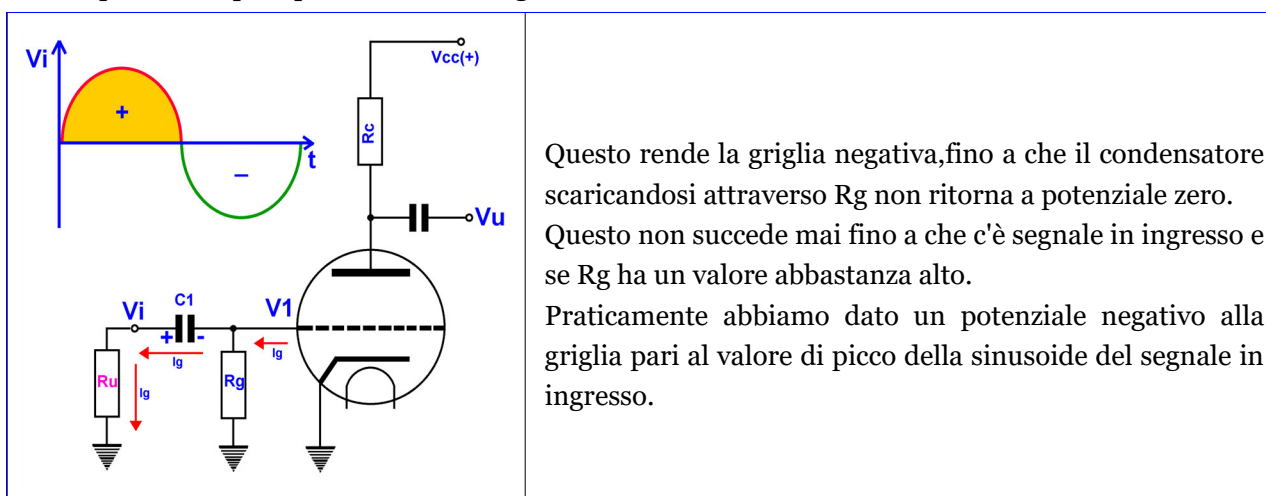 Vi
Vcc(+)
+
Rc
t
–
Vu
Vi
C1
V1
+
-
Ig
Ig
Ru
Ig
Rg
Questo rende la griglia negativa,fino a che il condensatore
scaricandosi attraverso Rg non ritorna a potenziale zero.
Questo non succede mai fino a che c'è segnale in ingresso e
se Rg ha un valore abbastanza alto.
Praticamente abbiamo dato un potenziale negativo alla
griglia pari al valore di picco della sinusoide del segnale in
ingresso.